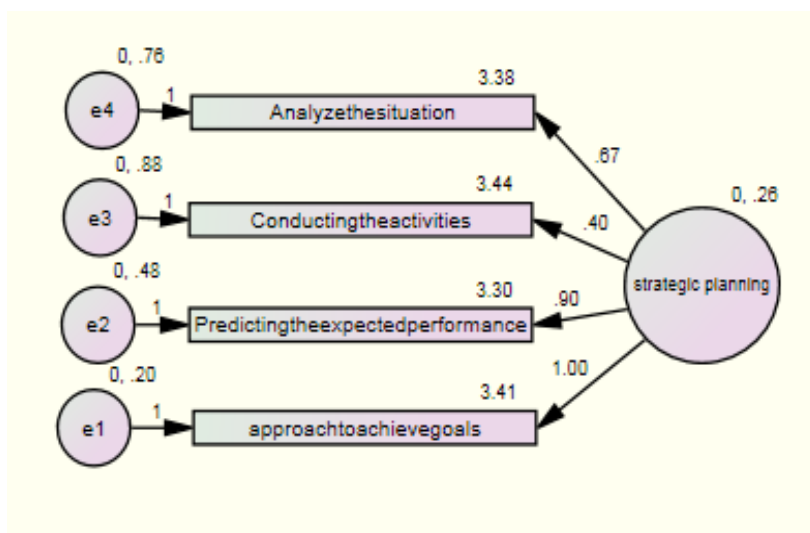 0, .76
3.38
e4
1
Analyzethesituation
.67
0, .88
3.44
0, .26
e3
1
Conductingtheactivities
.40
0, .48
3.30
strategic planning
e2
1
Predictingtheexpectedperformance
.90
0, .20
3.41
1.00
e1
1
approachtoachievegoals